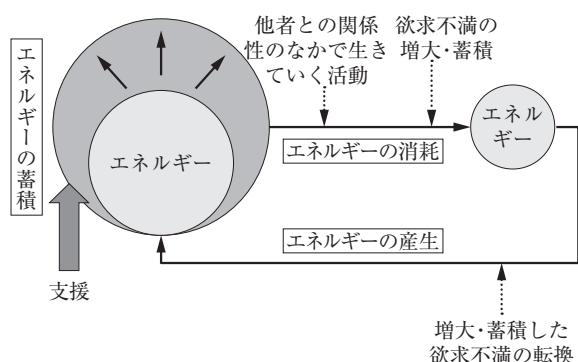 エネルギーの蓄積
エネルギー
支援
他者との関係
性のなかで生き
ていく活動
欲求不満の
増大・蓄積
エネルギーの消耗
エネル
ギー
エネルギーの産生
増大・蓄積した
欲求不満の転換